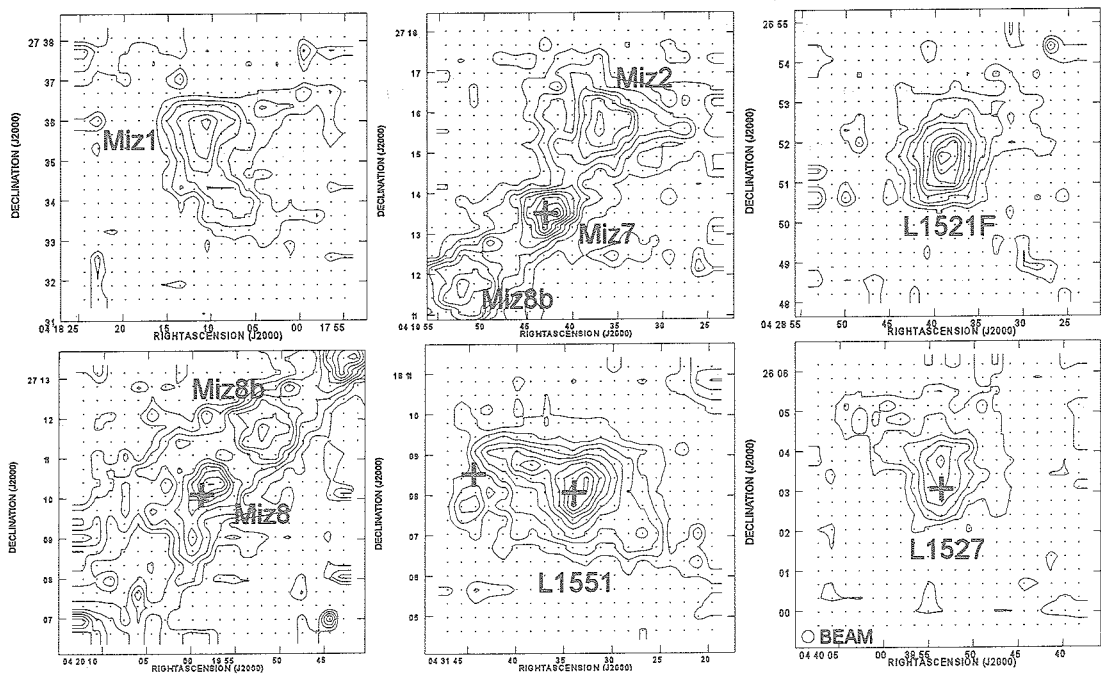 27 38
37
36
35
34
33
32
31
DECLINATION (J2000)
Miz1
04 18 25
20
15
10
05
00
17 55
RIGHTASCENSION (J2000)
27 18
17
16
15
14
13
12
11
DECLINATION (J2000)
Miz2
Miz7
Miz8b
04 18 55
50
45
40
35
30
25
RIGHTASCENSION (J2000)
26 55
54
53
52
51
50
49
48
DECLINATION (J2000)
L1521F
04 28 55
50
45
40
35
30
25
RIGHTASCENSION (J2000)
27 13
12
11
10
09
08
07
DECLINATION (J2000)
Miz8b
Miz8
04 20 10
05
00
19 55
50
45
RIGHTASCENSION (J2000)
18 11
10
09
08
07
06
05
DECLINATION (J2000)
L1551
04 31 45
40
35
30
25
20
RIGHTASCENSION (J2000)
26 06
05
04
03
02
01
00
DECLINATION (J2000)
L1527
BEAM
04 40 05
00
39 55
50
45
40
RIGHTASCENSION (J2000)